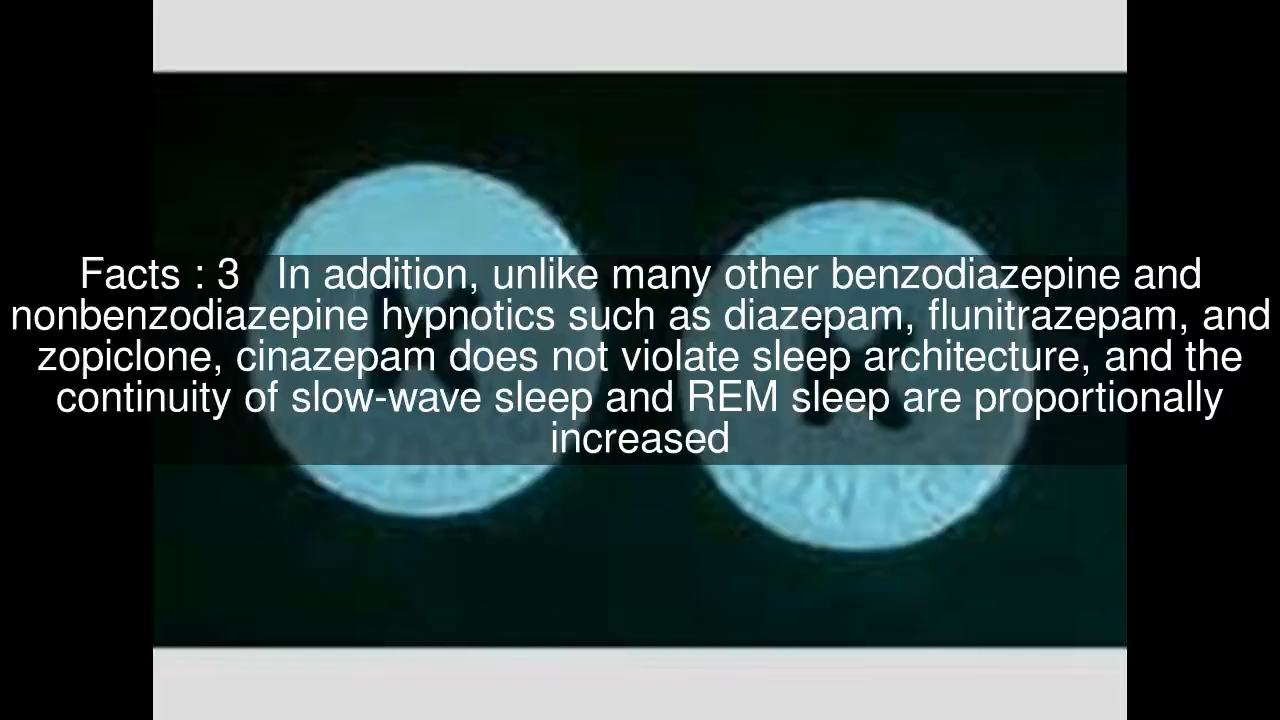 Facts : 3   In addition, unlike many other benzodiazepine and
nonbenzodiazepine hypnotics such as diazepam, flunitrazepam, and
zopiclone, cinazepam does not violate sleep architecture, and the
continuity of slow-wave sleep and REM sleep are proportionally
increased